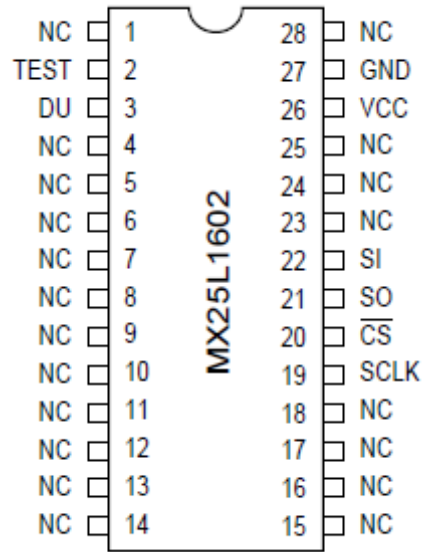 NC 1 28 NC
TEST 2 27 GND
DU 3 26 VCC
NC 4 25 NC
NC 5 24 NC
NC 6 23 NC
NC 7 22 SI
NC 8 21 SO
NC 9 20 C̅S̅
NC 10 19 SCLK
NC 11 18 NC
NC 12 17 NC
NC 13 16 NC
NC 14 15 NC
MX25L1602